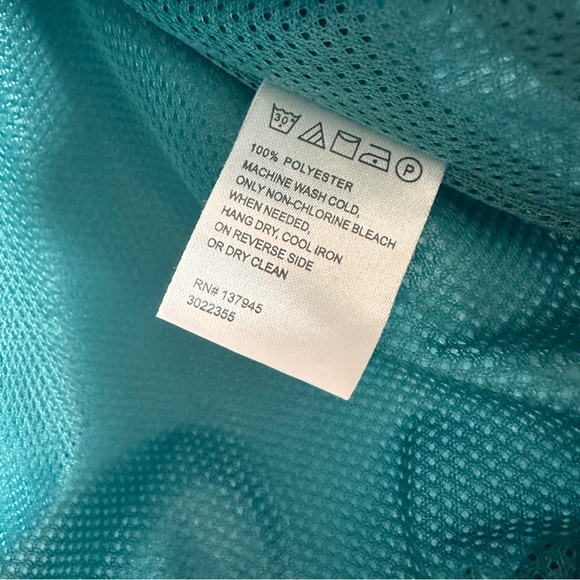 30°
P
100% POLYESTER
MACHINE WASH COLD,
ONLY NON-CHLORINE BLEACH
WHEN NEEDED,
HANG DRY, COOL IRON
ON REVERSE SIDE
OR DRY CLEAN
RN# 137945
3022355